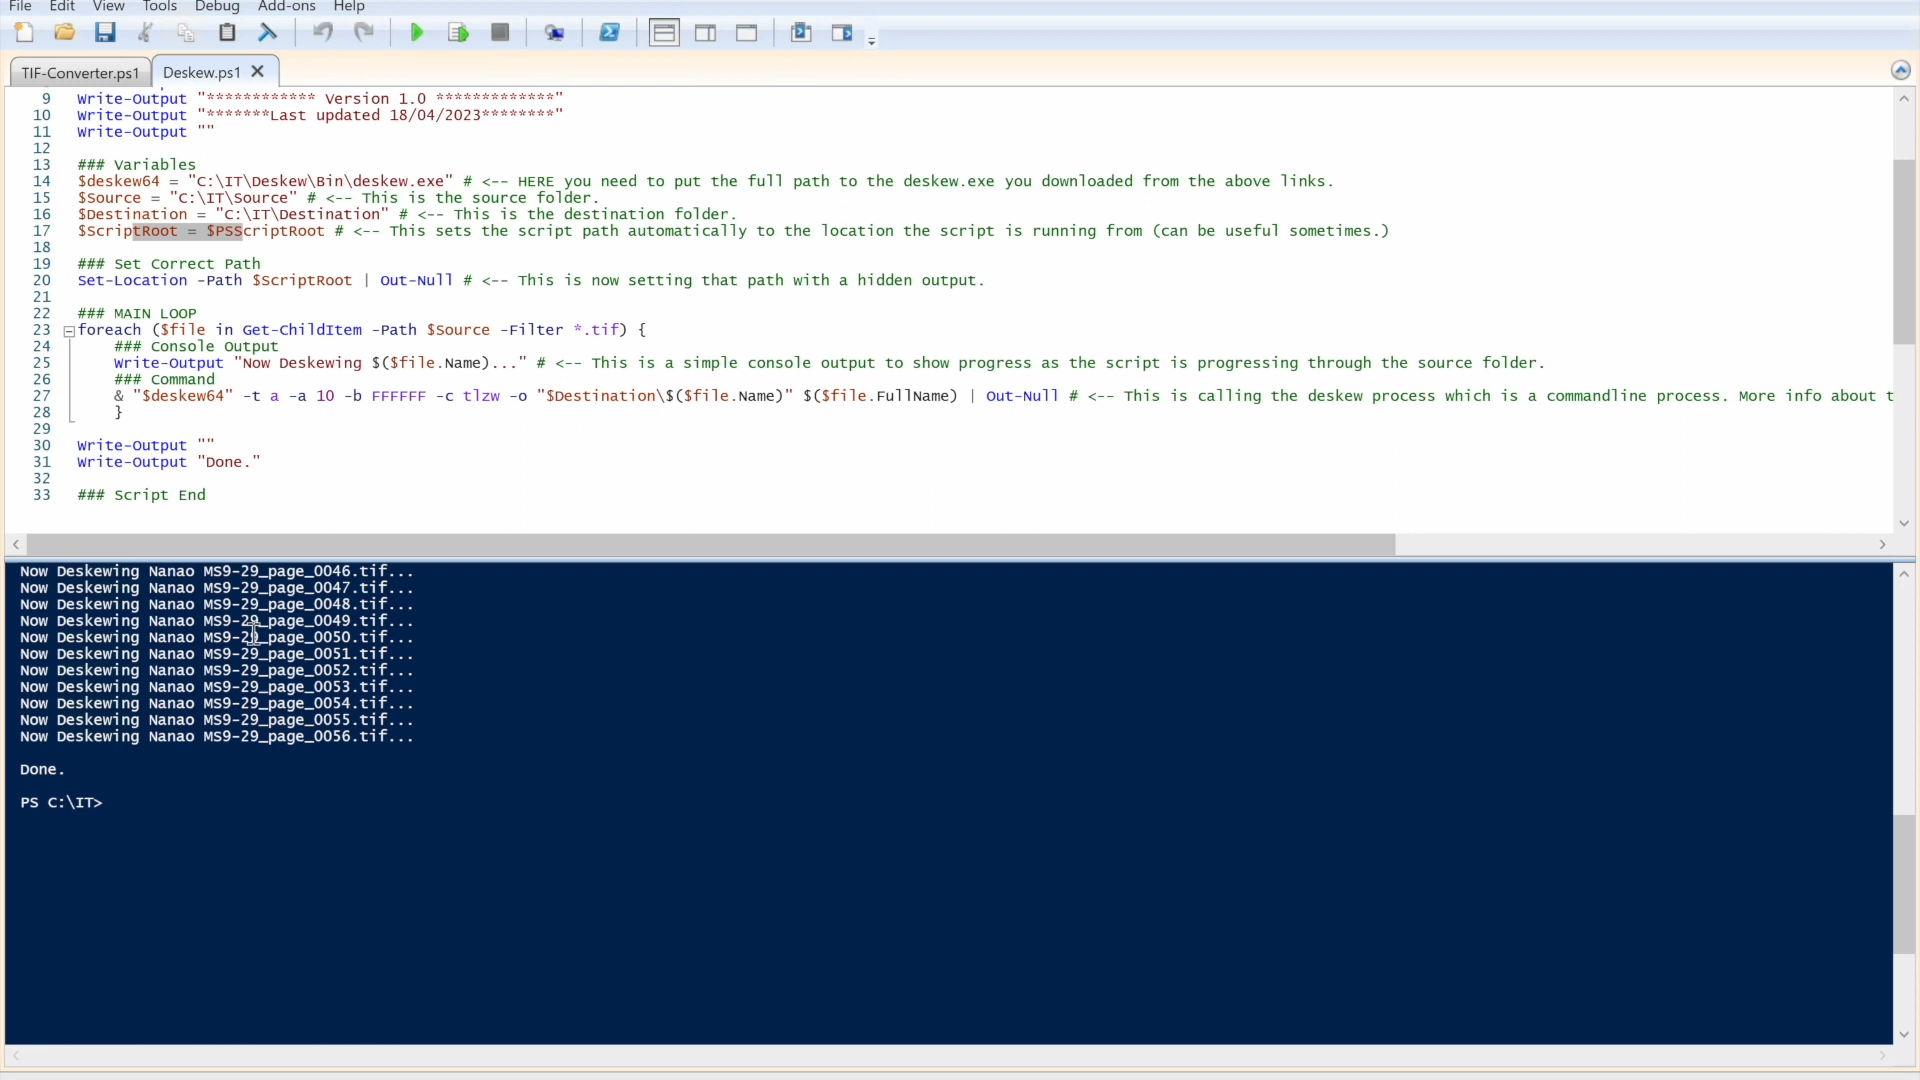 File Edit View Tools Debug Add-ons Help
TIF-Converter.ps1 Deskew.ps1
9 Write-Output "************ Version 1.0 *************"
10 Write-Output "*******Last updated 18/04/2023********"
11 Write-Output ""
12
13 ### Variables
14 $deskew64 = "C:\IT\Deskew\Bin\deskew.exe" # <-- HERE you need to put the full path to the deskew.exe you downloaded from the above links.
15 $Source = "C:\IT\Source" # <-- This is the source folder.
16 $Destination = "C:\IT\Destination" # <-- This is the destination folder.
17 $ScriptRoot = $PSScriptRoot # <-- This sets the script path automatically to the location the script is running from (can be useful sometimes.)
18
19 ### Set Correct Path
20 Set-Location -Path $ScriptRoot | Out-Null # <-- This is now setting that path with a hidden output.
21
22 ### MAIN LOOP
23 foreach ($file in Get-ChildItem -Path $Source -Filter *.tif) {
24 ### Console Output
25 Write-Output "Now Deskewing $($file.Name)..." # <-- This is a simple console output to show progress as the script is progressing through the source folder.
26 ### Command
27 & "$deskew64" -t a -a 10 -b FFFFFF -c tlzw -o "$Destination\$($file.Name)" $($file.FullName) | Out-Null # <-- This is calling the deskew process which is a commandline process. More info about t
28 }
29
30 Write-Output ""
31 Write-Output "Done."
32
33 ### Script End
Now Deskewing Nanao MS9-29_page_0046.tif...
Now Deskewing Nanao MS9-29_page_0047.tif...
Now Deskewing Nanao MS9-29_page_0048.tif...
Now Deskewing Nanao MS9-29_page_0049.tif...
Now Deskewing Nanao MS9-29_page_0050.tif...
Now Deskewing Nanao MS9-29_page_0051.tif...
Now Deskewing Nanao MS9-29_page_0052.tif...
Now Deskewing Nanao MS9-29_page_0053.tif...
Now Deskewing Nanao MS9-29_page_0054.tif...
Now Deskewing Nanao MS9-29_page_0055.tif...
Now Deskewing Nanao MS9-29_page_0056.tif...
Done.
PS C:\IT>